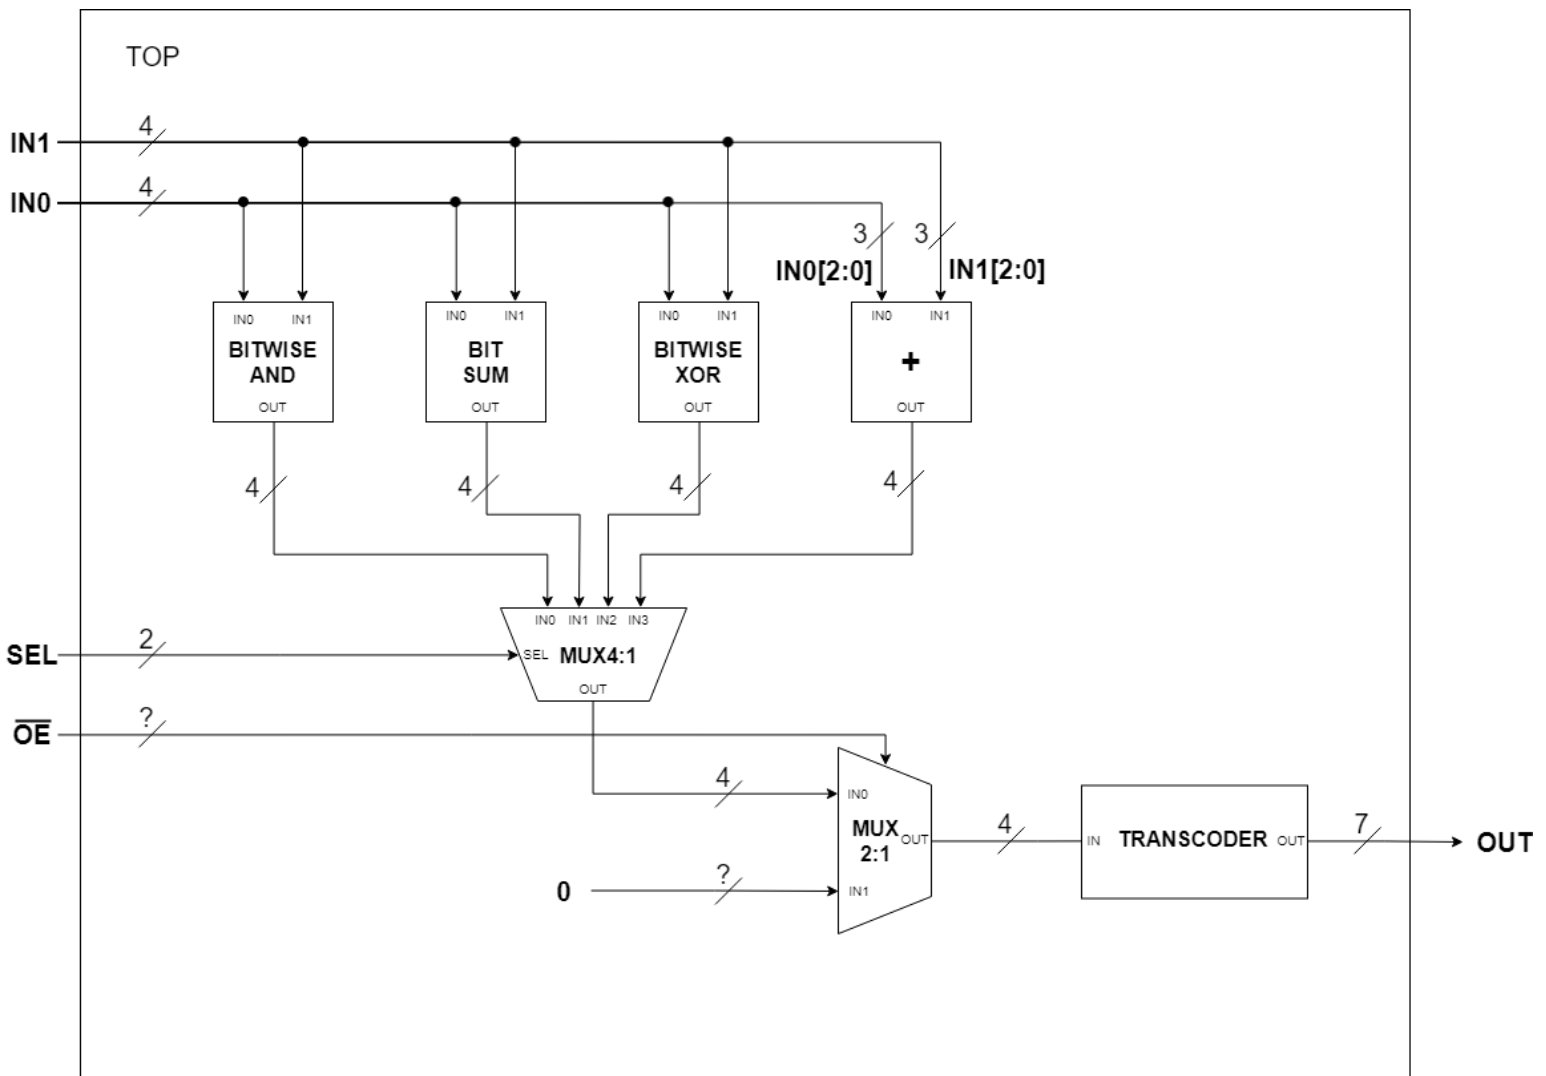 TOP
IN1
4
IN0
4
3
3
IN0[2:0]
IN1[2:0]
IN0 IN1
BITWISE
AND
OUT
IN0 IN1
BIT
SUM
OUT
IN0 IN1
BITWISE
XOR
OUT
IN0 IN1
+
OUT
4
4
4
4
IN0 IN1 IN2 IN3
SEL
2
SEL MUX4:1
OUT
OE
?
4
IN0
MUX
2:1
OUT
0
?
IN1
4
IN TRANSCODER OUT
7
OUT